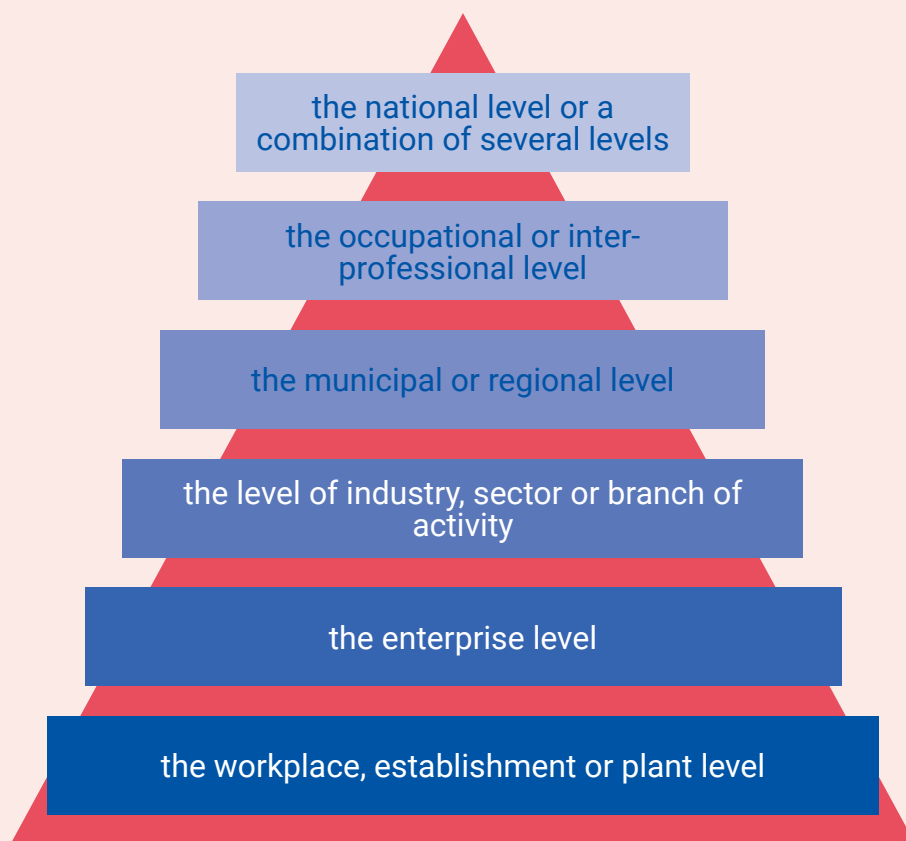 the national level or a
combination of several levels
the occupational or inter-
professional level
the municipal or regional level
the level of industry, sector or branch of
activity
the enterprise level
the workplace, establishment or plant level